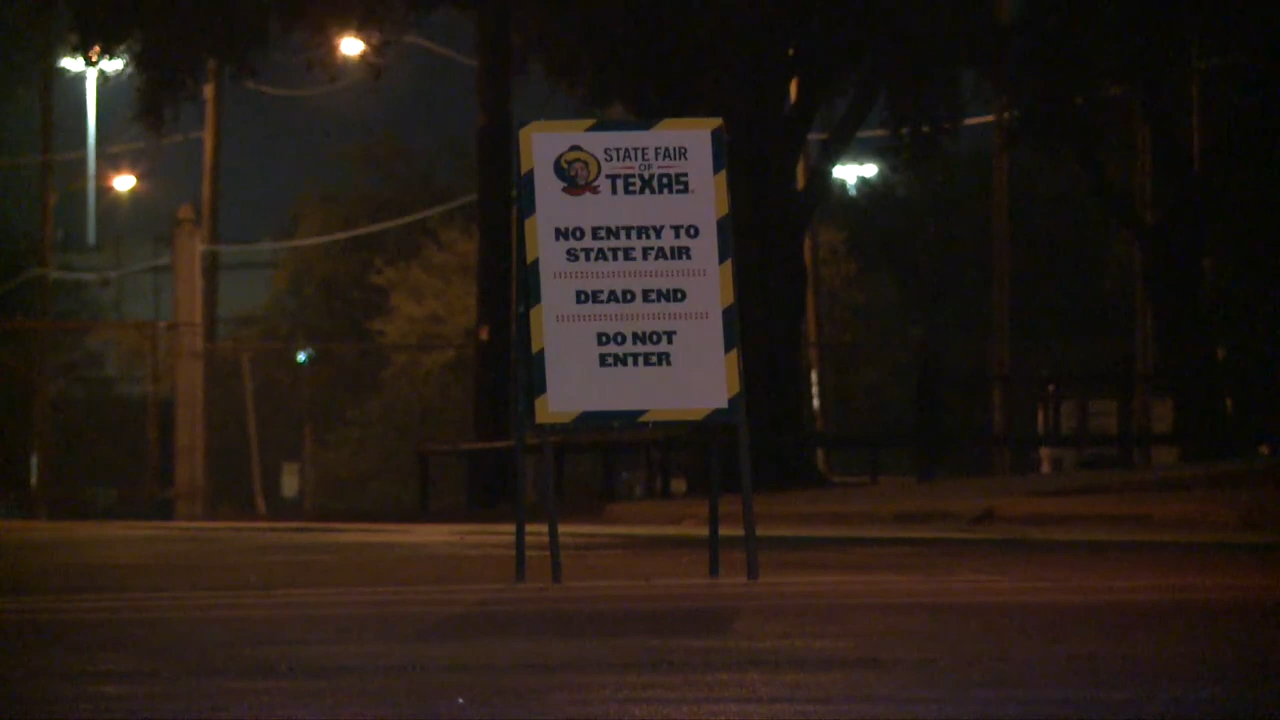 STATE FAIR
OF
TEXAS
NO ENTRY TO
STATE FAIR
DEAD END
DO NOT
ENTER